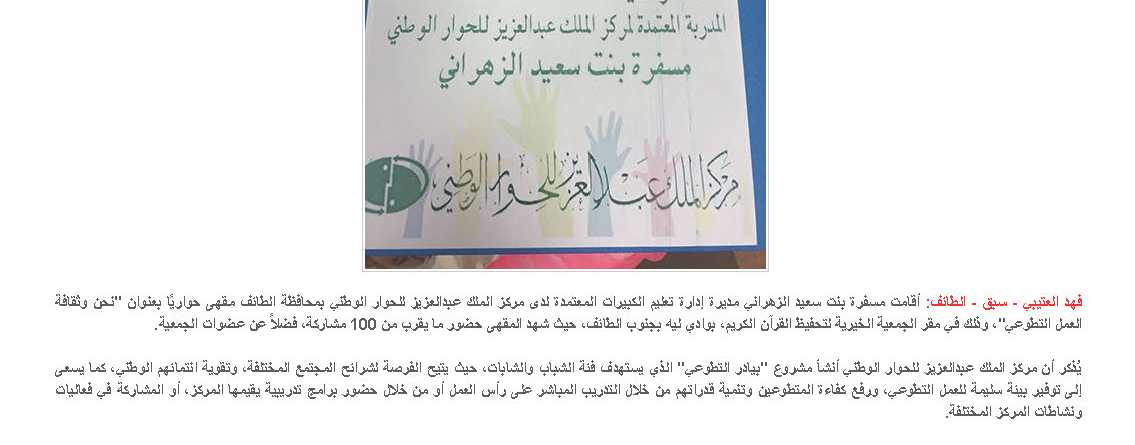 المدربة المعتمدة لمركز الملك عبدالعزيز للحوار الوطني
مسفرة بنت سعيد الزهراني
مركز الملك عبدالعزيز للحوار الوطني
فهد العتيبي - سبق - الطائف: أقامت مسفرة بنت سعيد الزهراني مديرة إدارة تعليم الكبيرات المعتمدة لدى مركز الملك عبدالعزيز للحوار الوطني بمحافظة الطائف مقهى حواريًّا بعنوان "نحن وثقافة
العمل التطوعي"، وذلك في مقر الجمعية الخيرية لتحفيظ القرآن الكريم، بوادي ليه بجنوب الطائف، حيث شهد المقهى حضور ما يقرب من 100 مشاركة، فضلاً عن عضوات الجمعية.
يُذكر أن مركز الملك عبدالعزيز للحوار الوطني أنشأ مشروع "بيادر التطوعي" الذي يستهدف فئة الشباب والشابات، حيث يتيح الفرصة لشرائح المجتمع المختلفة، وتقوية انتمائهم الوطني، كما يسعى
إلى توفير بيئة سليمة للعمل التطوعي، ورفع كفاءة المتطوعين وتنمية قدراتهم من خلال التدريب المباشر على رأس العمل أو من خلال حضور برامج تدريبية يقيمها المركز، أو المشاركة في فعاليات
ونشاطات المركز المختلفة.